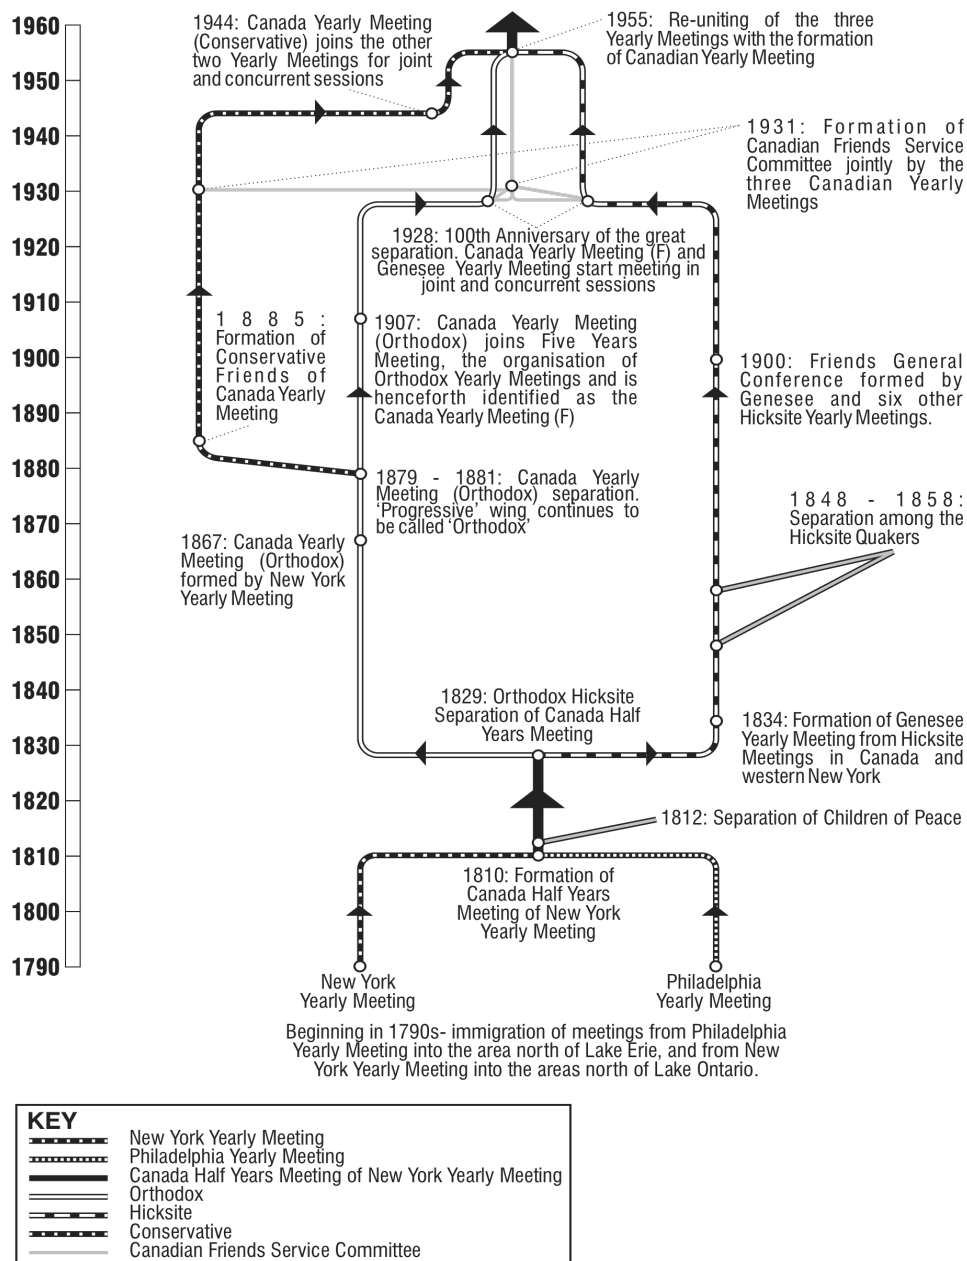 1960
1950
1940
1930
1920
1910
1900
1890
1880
1870
1860
1850
1840
1830
1820
1810
1800
1790
1944: Canada Yearly Meeting
(Conservative) joins the other
two Yearly Meetings for joint
and concurrent sessions
1955: Re-uniting of the three
Yearly Meetings with the formation
of Canadian Yearly Meeting
1931: Formation of
Canadian Friends Service
Committee jointly by the
three Canadian Yearly
Meetings
1928: 100th Anniversary of the great
separation. Canada Yearly Meeting (F) and
Genesee Yearly Meeting start meeting in
joint and concurrent sessions
1885:
Formation of
Conservative
Friends of
Canada Yearly
Meeting
1907: Canada Yearly Meeting
(Orthodox) joins Five Years
Meeting, the organisation of
Orthodox Yearly Meetings and is
henceforth identified as the
Canada Yearly Meeting (F)
1900: Friends General
Conference formed by
Genesee and six other
Hicksite Yearly Meetings.
1879 - 1881: Canada Yearly
Meeting (Orthodox) separation.
'Progressive' wing continues to
be called 'Orthodox'
1848 - 1858:
Separation among the
Hicksite Quakers
1867: Canada Yearly
Meeting (Orthodox)
formed by New York
Yearly Meeting
1829: Orthodox Hicksite
Separation of Canada Half
Years Meeting
1834: Formation of Genesee
Yearly Meeting from Hicksite
Meetings in Canada and
western New York
1812: Separation of Children of Peace
1810: Formation of
Canada Half Years
Meeting of New York
Yearly Meeting
New York
Yearly Meeting
Philadelphia
Yearly Meeting
Beginning in 1790s- immigration of meetings from Philadelphia
Yearly Meeting into the area north of Lake Erie, and from New
York Yearly Meeting into the areas north of Lake Ontario.
KEY
New York Yearly Meeting
Philadelphia Yearly Meeting
Canada Half Years Meeting of New York Yearly Meeting
Orthodox
Hicksite
Conservative
Canadian Friends Service Committee